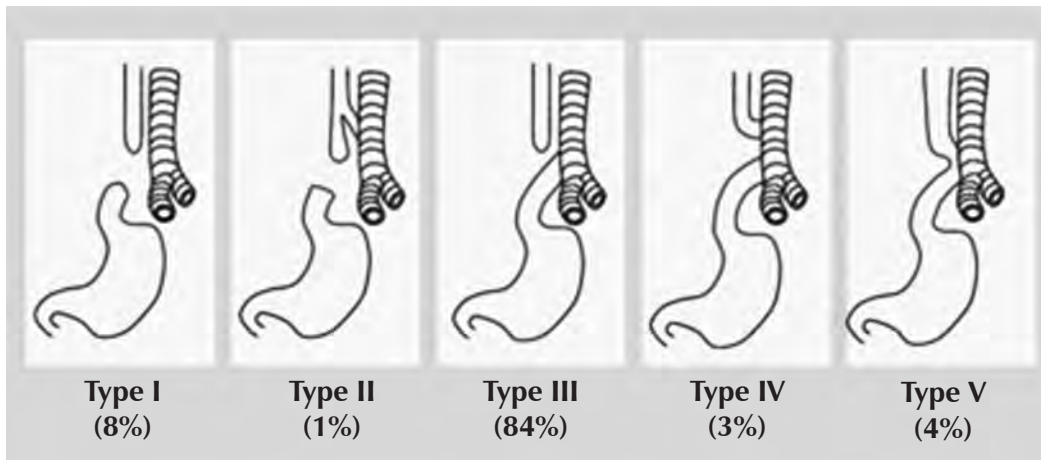 Type I
(8%)
Type II
(1%)
Type III
(84%)
Type IV
(3%)
Type V
(4%)